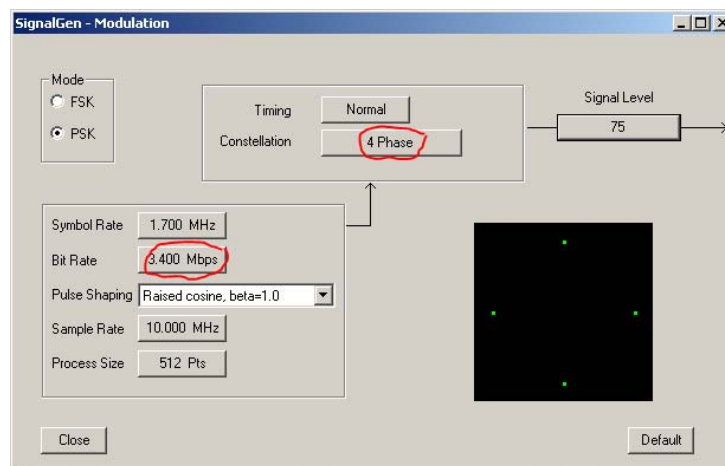 SignalGen - Modulation
Mode
FSK
PSK
Timing Normal
Constellation 4 Phase
Signal Level
75
Symbol Rate 1.700 MHz
Bit Rate 3.400 Mbps
Pulse Shaping Raised cosine, beta=1.0
Sample Rate 10.000 MHz
Process Size 512 Pts
Close
Default